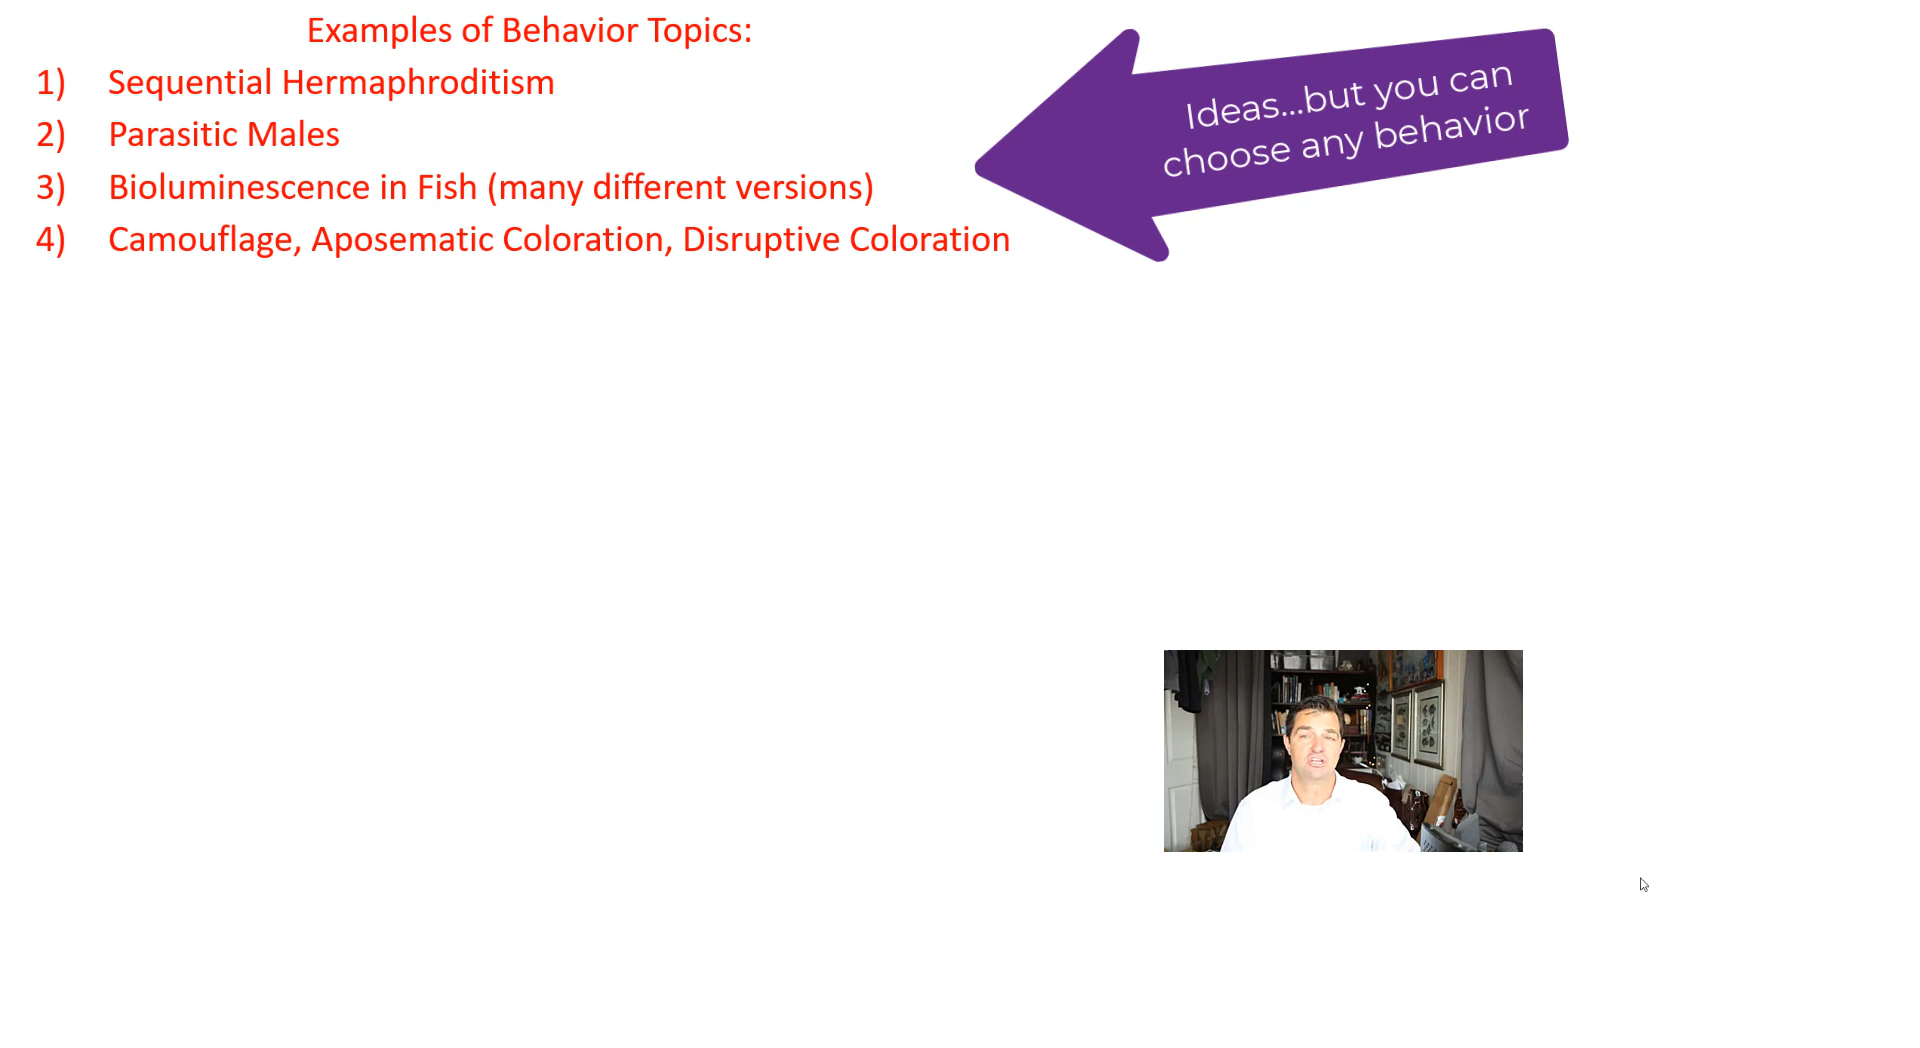 Examples of Behavior Topics:
1) Sequential Hermaphroditism
2) Parasitic Males
3) Bioluminescence in Fish (many different versions)
4) Camouflage, Aposematic Coloration, Disruptive Coloration
Ideas...but you can
choose any behavior